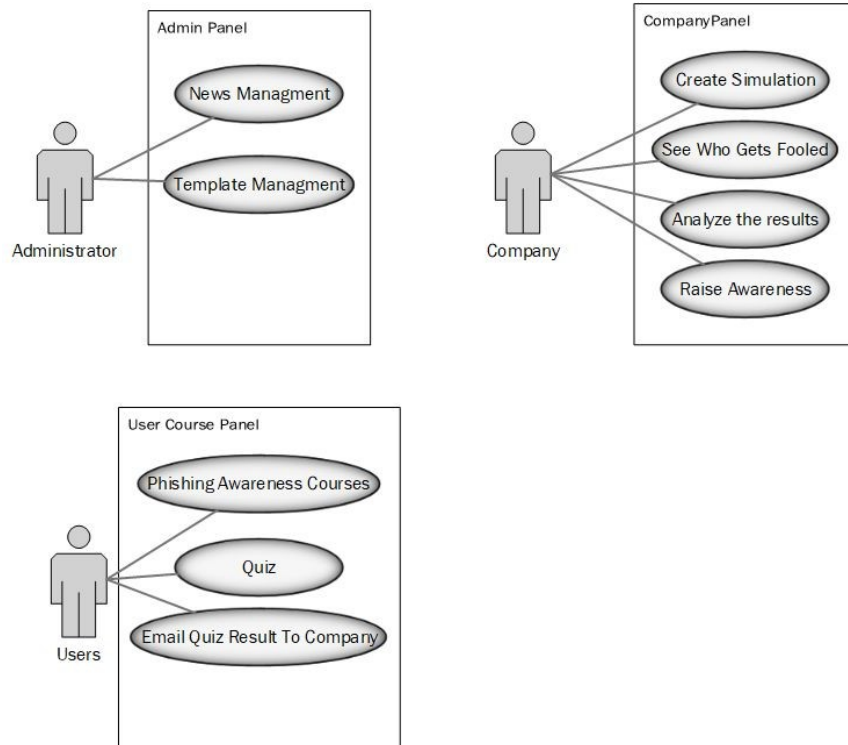 Admin Panel
News Managment
Template Managment
Administrator
CompanyPanel
Create Simulation
See Who Gets Fooled
Analyze the results
Raise Awareness
Company
User Course Panel
Phishing Awareness Courses
Quiz
Email Quiz Result To Company
Users